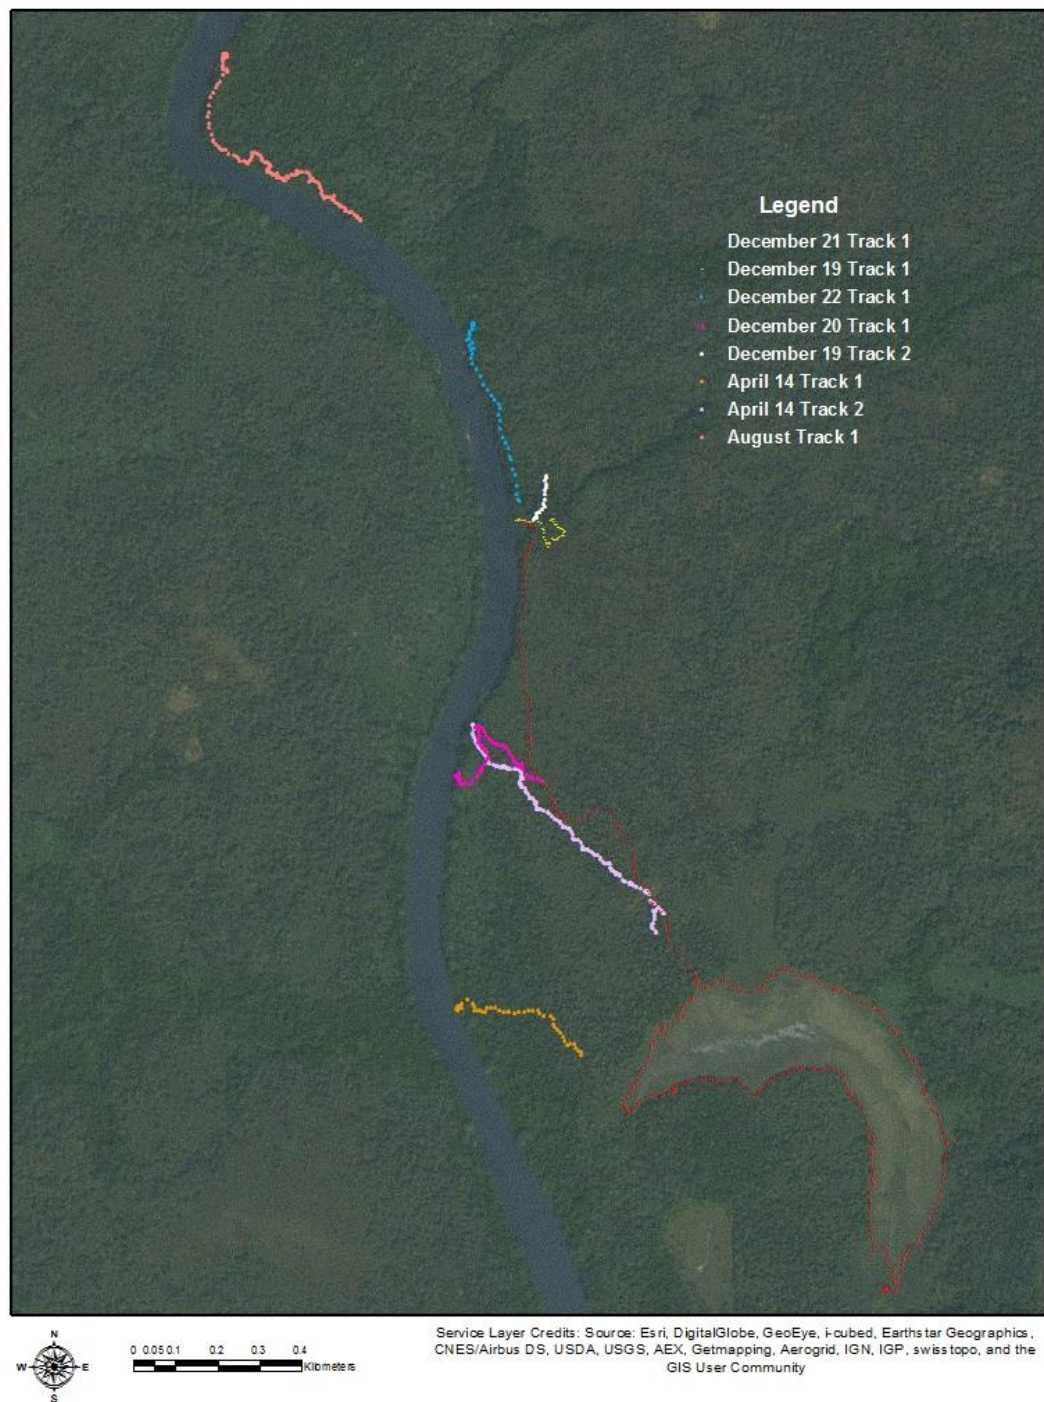 Legend
December 21 Track 1
December 19 Track 1
December 22 Track 1
December 20 Track 1
December 19 Track 2
April 14 Track 1
April 14 Track 2
August Track 1
N
W E
S
0 0.05 0.1 0.2 0.3 0.4
Kilometers
Service Layer Credits: Source: Esri, DigitalGlobe, GeoEye, i-cubed, Earthstar Geographics,
CNES/Airbus DS, USDA, USGS, AEX, Getmapping, Aerogrid, IGN, IGP, swisstopo, and the
GIS User Community